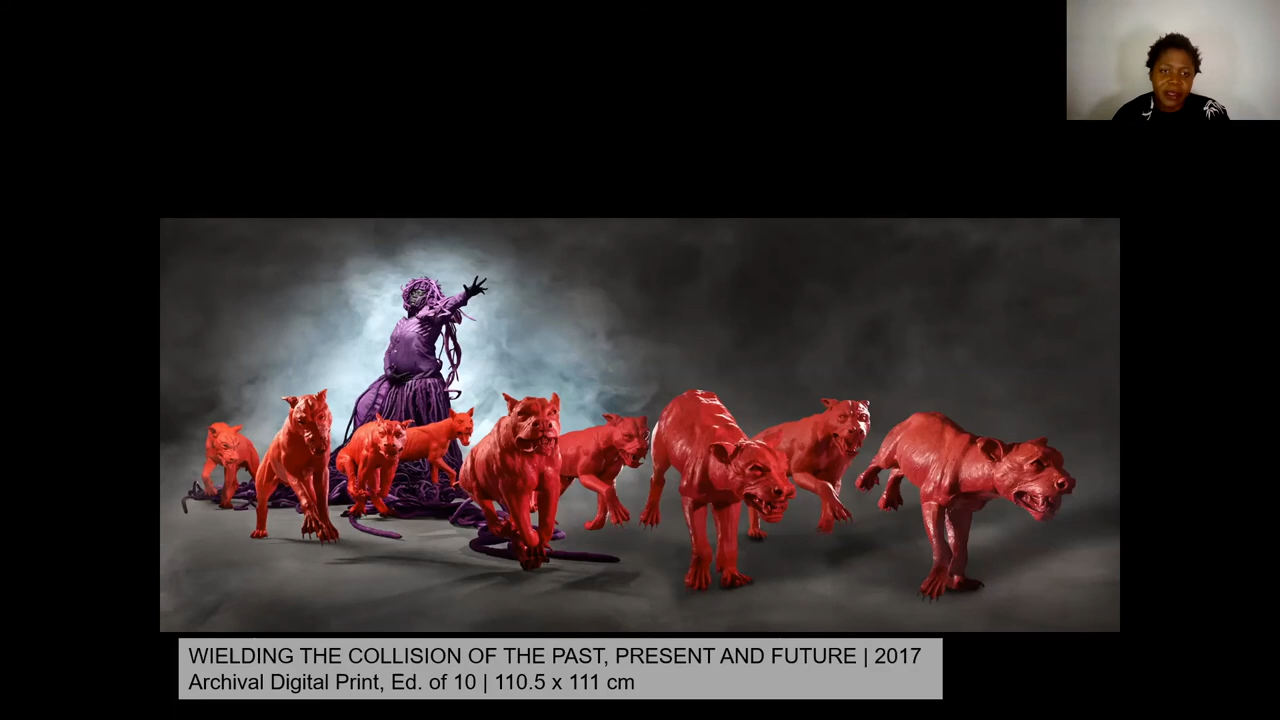 WIELDING THE COLLISION OF THE PAST, PRESENT AND FUTURE | 2017
Archival Digital Print, Ed. of 10 | 110.5 x 111 cm